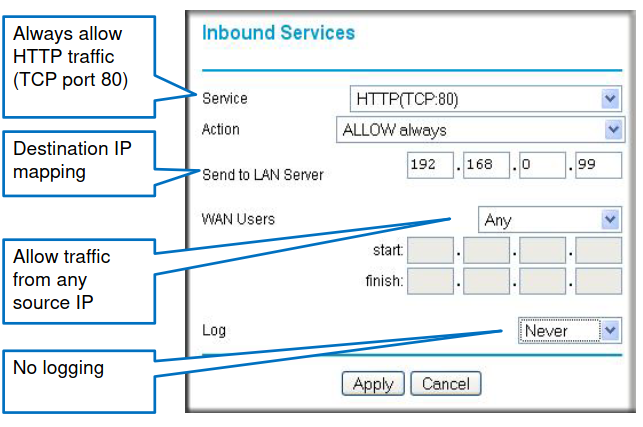 Always allow
HTTP traffic
(TCP port 80)
Destination IP
mapping
Allow traffic
from any
source IP
No logging
Inbound Services
Service HTTP(TCP:80)
Action ALLOW always
Send to LAN Server 192 . 168 . 0 . 99
WAN Users Any
start: . . .
finish: . . .
Log Never
Apply Cancel